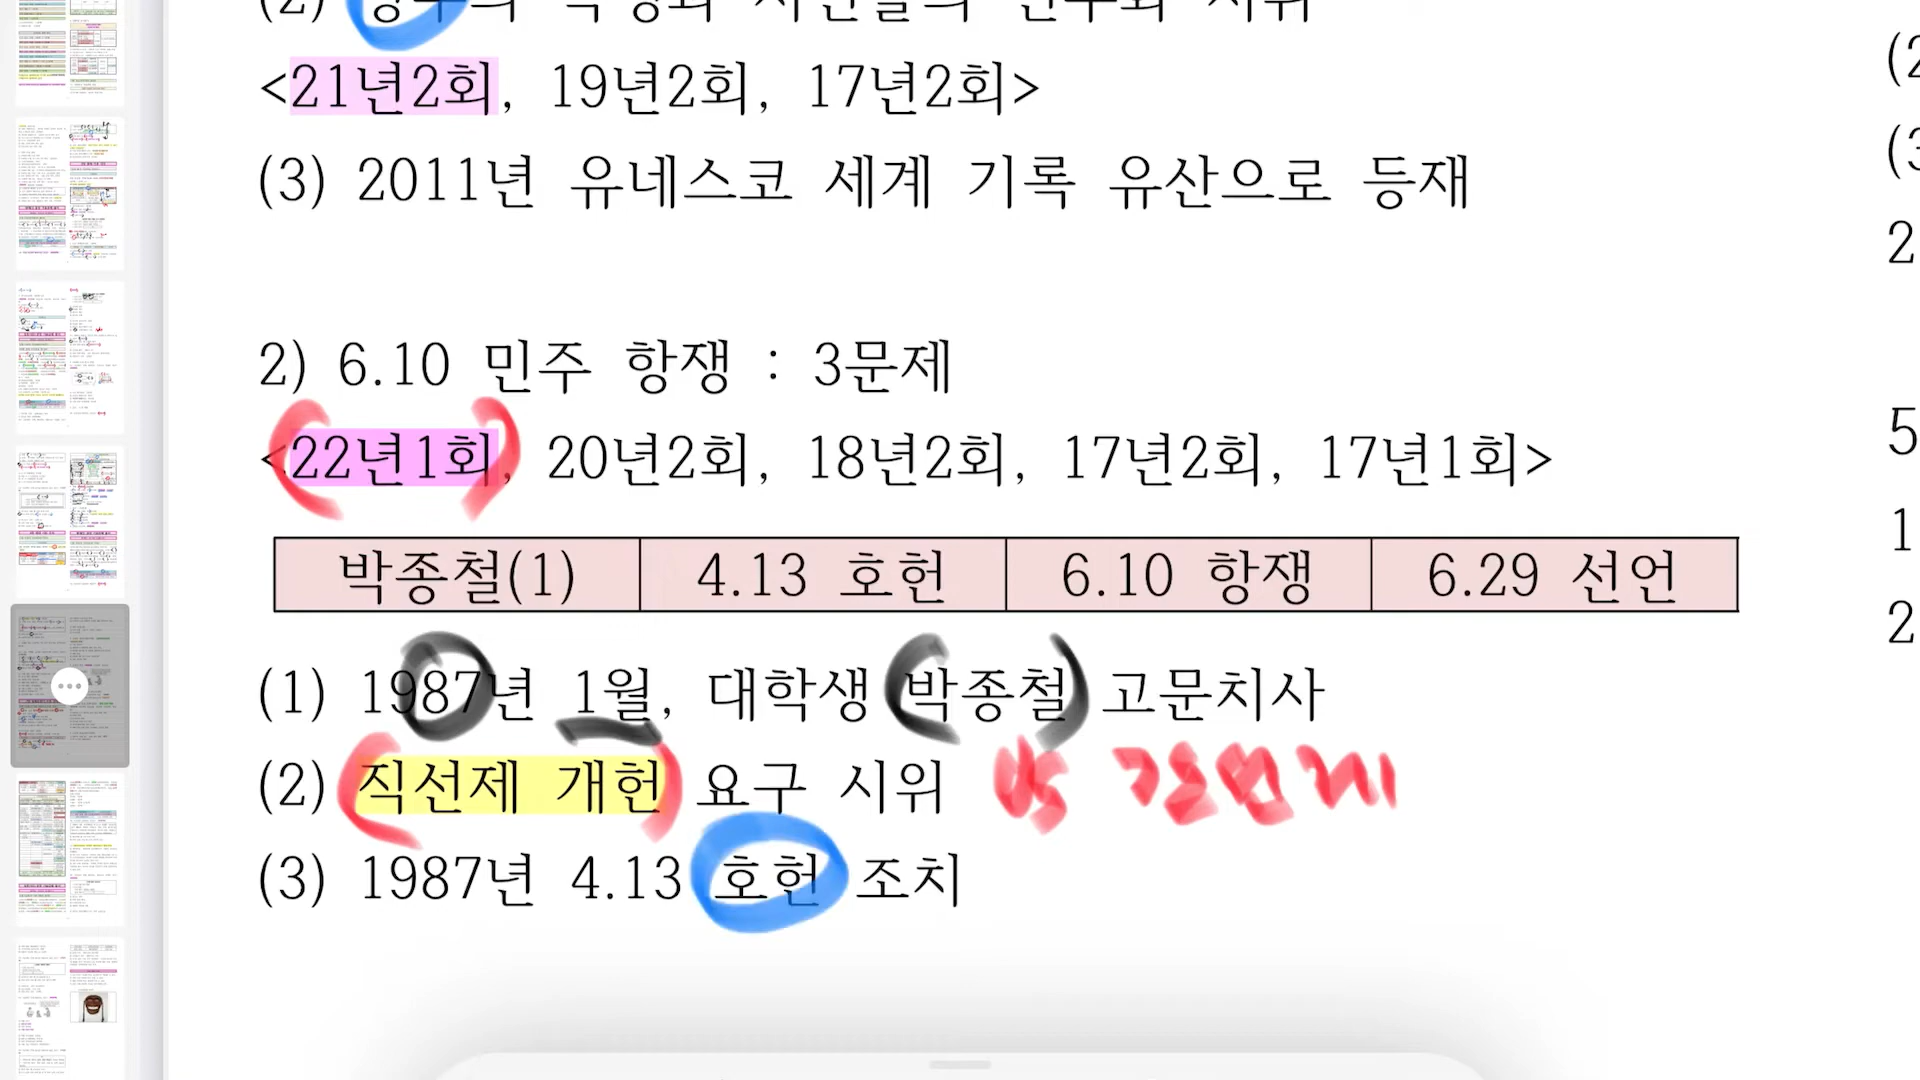 <21년2회, 19년2회, 17년2회>
(3) 2011년 유네스코 세계 기록 유산으로 등재
2) 6.10 민주 항쟁 : 3문제
<22년1회, 20년2회, 18년2회, 17년2회, 17년1회>
박종철(1) 4.13 호헌 6.10 항쟁 6.29 선언
(1) 1987년 1월, 대학생 박종철 고문치사
(2) 직선제 개헌 요구 시위
(3) 1987년 4.13 호헌 조치
(2
(3
2
5
1
2